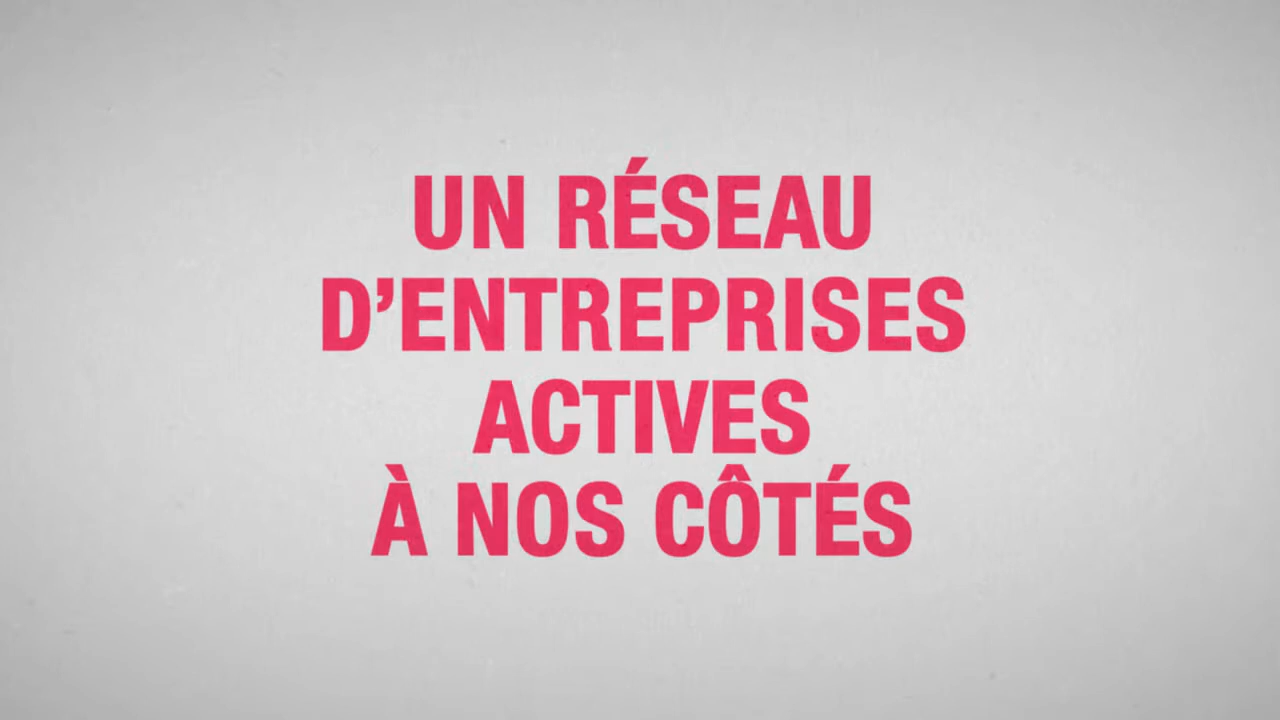 UN RÉSEAU
D’ENTREPRISES
ACTIVES
À NOS CÔTÉS